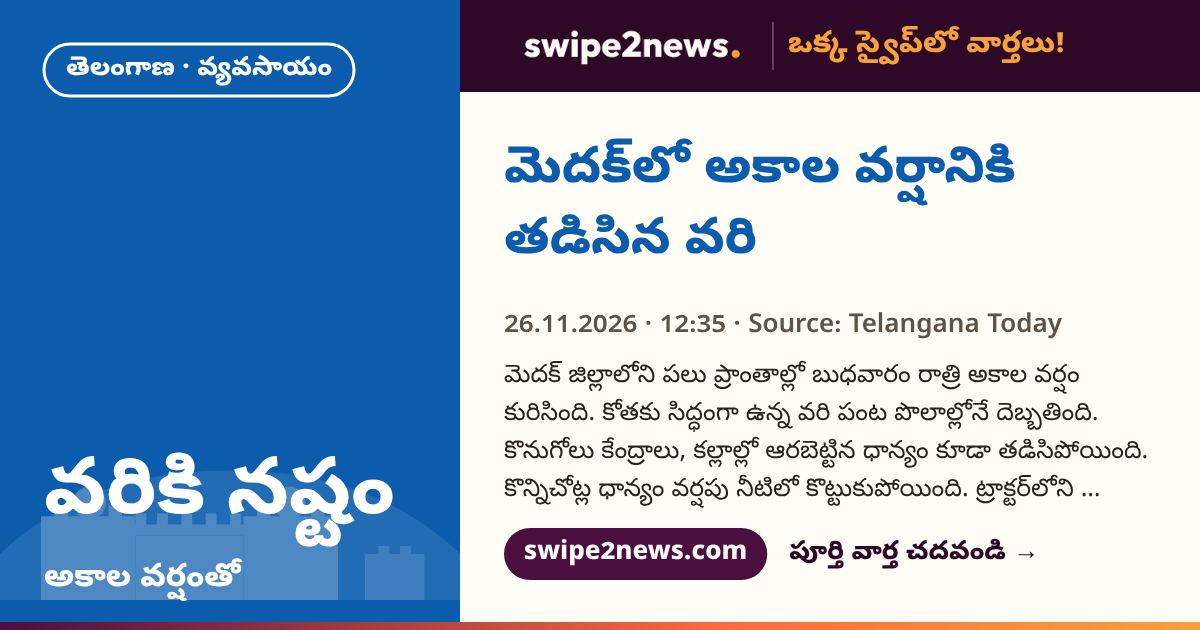 తెలంగాణ · వ్యవసాయం
వరికి నష్టం
అకాల వర్షంతో
swipe2news.
ఒక్క స్వైప్‌లో వార్తలు!
మెదక్‌లో అకాల వర్షానికి
తడిసిన వరి
26.11.2026 · 12:35 · Source: Telangana Today
మెదక్ జిల్లాలోని పలు ప్రాంతాల్లో బుధవారం రాత్రి అకాల వర్షం
కురిసింది. కోతకు సిద్ధంగా ఉన్న వరి పంట పొలాల్లోనే దెబ్బతింది.
కొనుగోలు కేంద్రాలు, కల్లాల్లో ఆరబెట్టిన ధాన్యం కూడా తడిసిపోయింది.
కొన్నిచోట్ల ధాన్యం వర్షపు నీటిలో కొట్టుకుపోయింది. ట్రాక్టర్‌లోని ...
swipe2news.com
పూర్తి వార్త చదవండి →